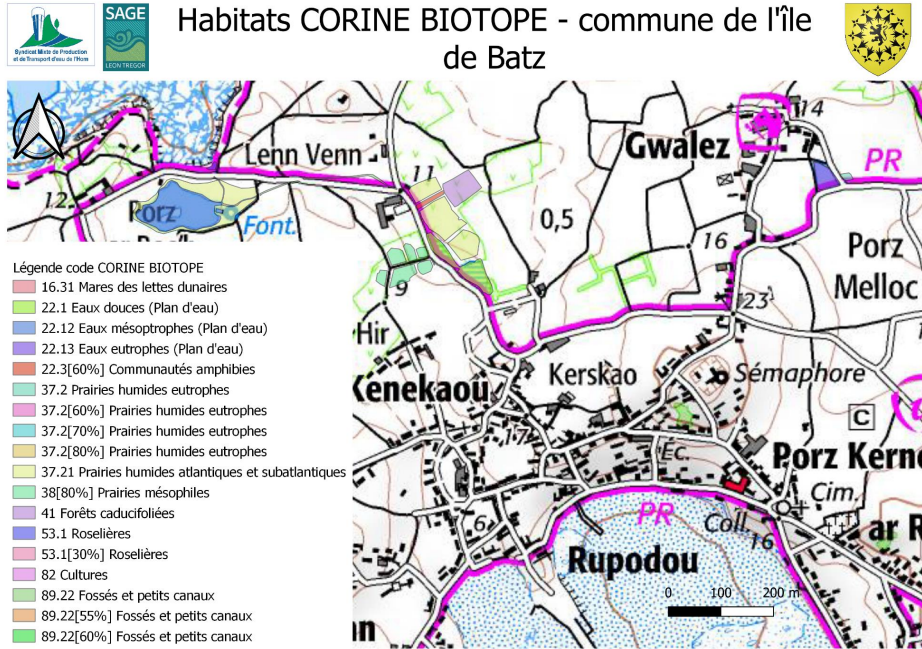 Syndicat Mixte de Production
et de Transport d'eau de l'Horn
SAGE
LEON TREGOR
Habitats CORINE BIOTOPE - commune de l'île
de Batz
Lenn Venn
11
12
Porz
Font.
Gwalez
14
PR
0,5
16
Porz
Melloc
9
23
Hir
Kenekaou
Kerskao
Sémaphore
C
17
EC.
Porz Kern
Cim.
6
PR
Coll.
16
ar R
Rupodou
0 100 200 m
Légende code CORINE BIOTOPE
16.31 Mares des lettes dunaires
22.1 Eaux douces (Plan d'eau)
22.12 Eaux mésoptrophes (Plan d'eau)
22.13 Eaux eutrophes (Plan d'eau)
22.3[60%] Communautés amphibies
37.2 Prairies humides eutrophes
37.2[60%] Prairies humides eutrophes
37.2[70%] Prairies humides eutrophes
37.2[80%] Prairies humides eutrophes
37.21 Prairies humides atlantiques et subatlantiques
38[80%] Prairies mésophiles
41 Forêts caducifoliées
53.1 Roselières
53.1[30%] Roselières
82 Cultures
89.22 Fossés et petits canaux
89.22[55%] Fossés et petits canaux
89.22[60%] Fossés et petits canaux